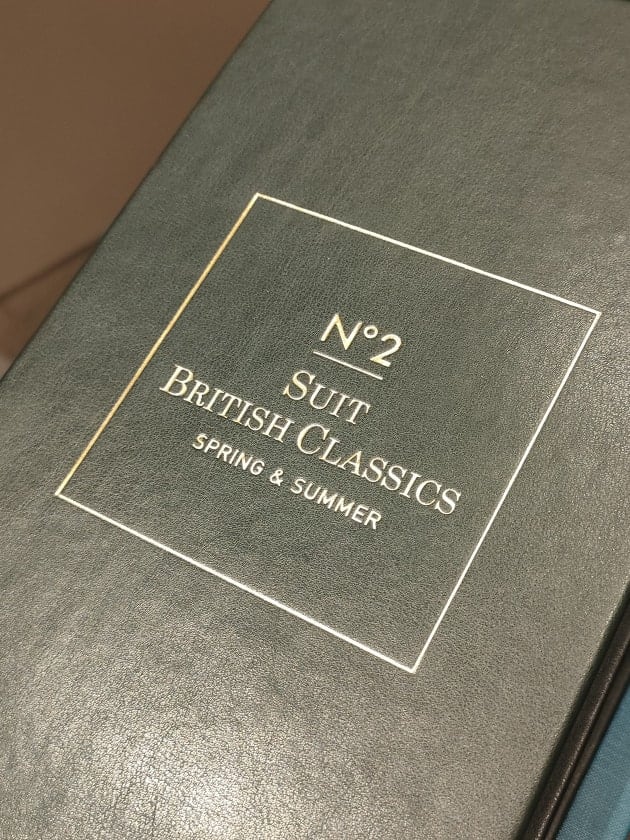 N°2
SUIT
BRITISH CLASSICS
SPRING & SUMMER